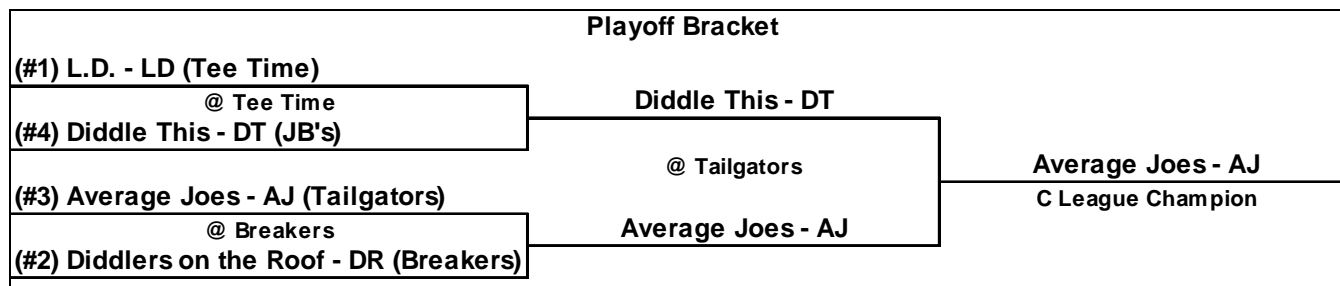 Playoff Bracket
(#1) L.D. - LD (Tee Time)
@ Tee Time
(#4) Diddle This - DT (JB's)
Diddle This - DT
@ Tailgators
(#3) Average Joes - AJ (Tailgators)
@ Breakers
(#2) Diddlers on the Roof - DR (Breakers)
Average Joes - AJ
Average Joes - AJ
C League Champion